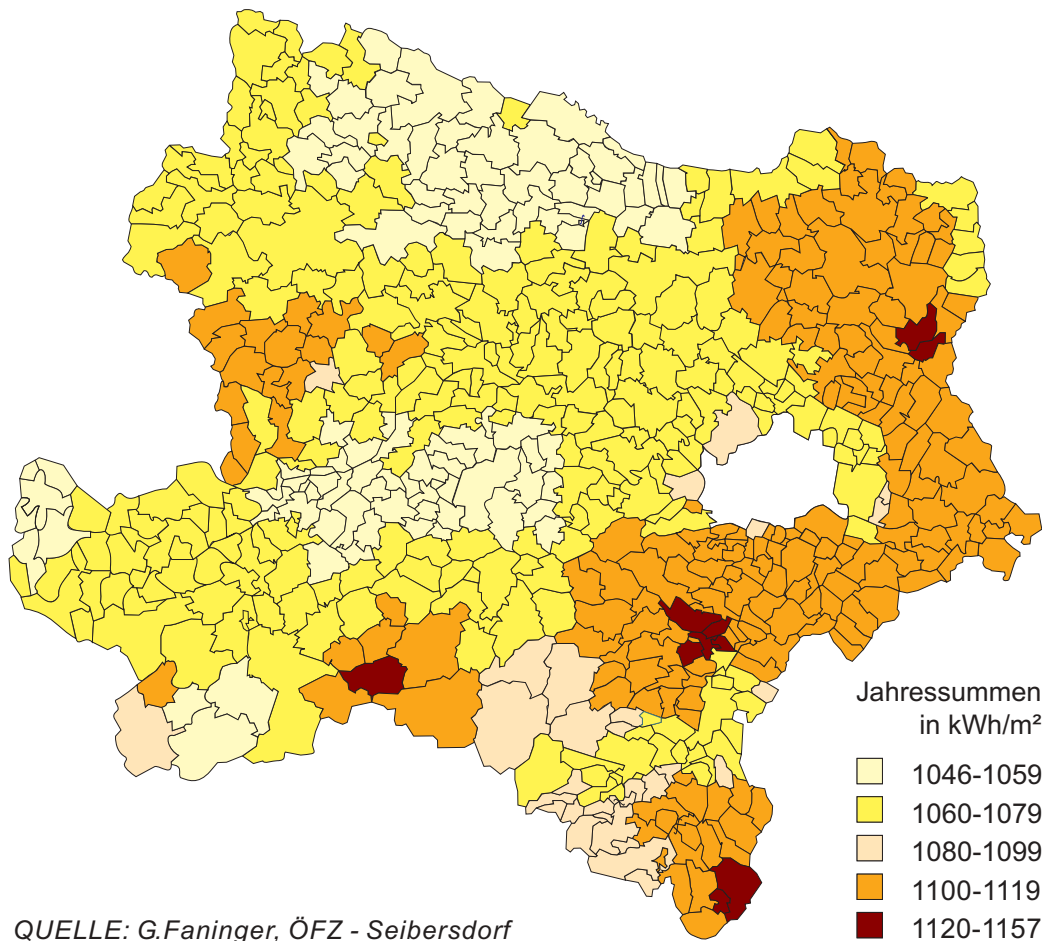 Jahressummen
in kWh/m²
1046-1059
1060-1079
1080-1099
1100-1119
1120-1157
QUELLE: G.Faninger, ÖFZ - Seibersdorf